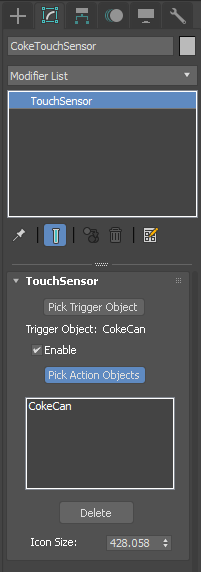 CokeTouchSensor
Modifier List
TouchSensor
TouchSensor
Pick Trigger Object
Trigger Object: CokeCan
Enable
Pick Action Objects
CokeCan
Delete
Icon Size: 428.058